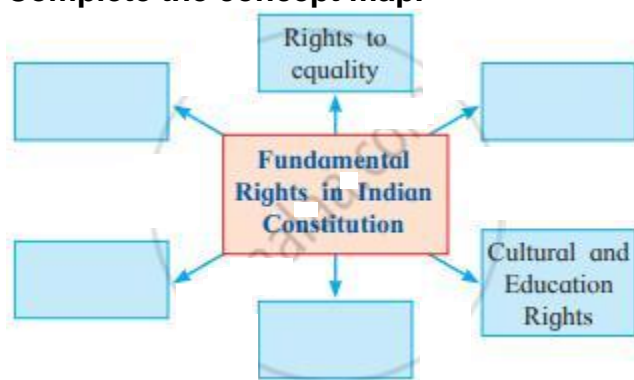 Complete the concept map:
Rights to
equality
Fundamental
Rights in Indian
Constitution
Cultural and
Education
Rights